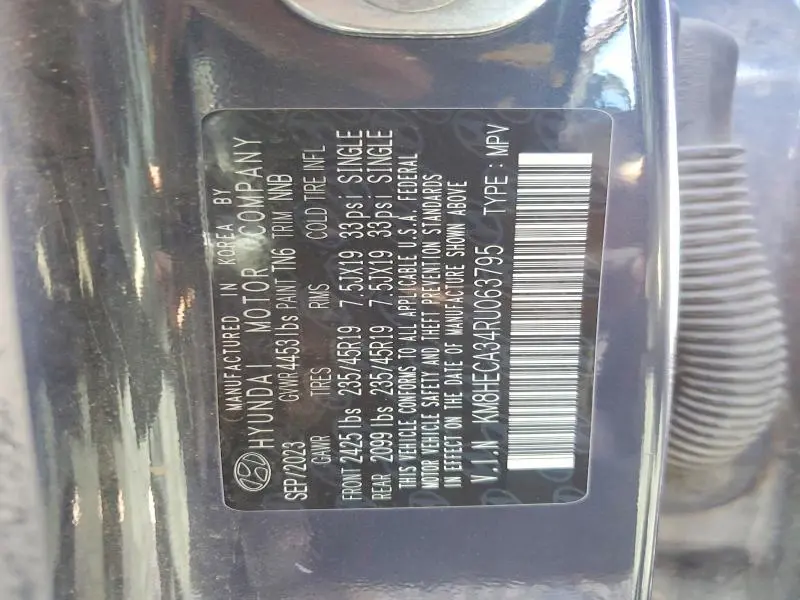 MANUFACTURED IN KOREA BY
HYUNDAI MOTOR COMPANY
SEP/2023 GVWR 4453 lbs PAINT TN6 TRIM NNB
GAWR TIRES RMS COLD TIRE INFL
FRONT 2425 lbs 235/45R19 7.50X19 33psi SINGLE
REAR 2099 lbs 235/45R19 7.50X19 33psi SINGLE
THIS VEHICLE CONFORMS TO ALL APPLICABLE U.S.A. FEDERAL
MOTOR VEHICLE SAFETY AND THEFT PREVENTION STANDARDS
IN EFFECT ON THE DATE OF MANUFACTURE SHOWN ABOVE
V.I.N KM8HECA34RU063795 TYPE : MPV